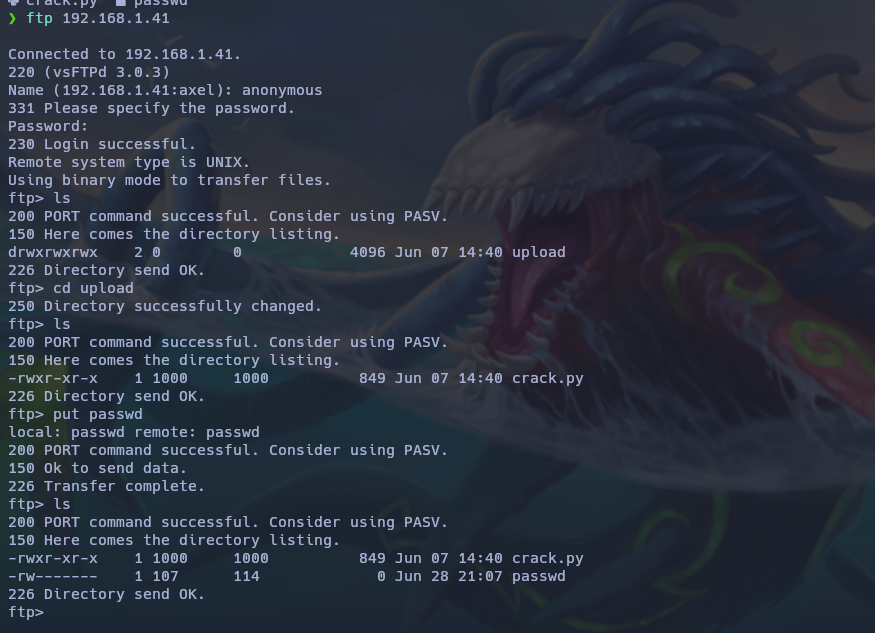 crack.py passwd
❯ ftp 192.168.1.41
Connected to 192.168.1.41.
220 (vsFTPd 3.0.3)
Name (192.168.1.41:axel): anonymous
331 Please specify the password.
Password:
230 Login successful.
Remote system type is UNIX.
Using binary mode to transfer files.
ftp> ls
200 PORT command successful. Consider using PASV.
150 Here comes the directory listing.
drwxrwxrwx    2 0        0            4096 Jun 07 14:40 upload
226 Directory send OK.
ftp> cd upload
250 Directory successfully changed.
ftp> ls
200 PORT command successful. Consider using PASV.
150 Here comes the directory listing.
-rwxr-xr-x    1 1000     1000          849 Jun 07 14:40 crack.py
226 Directory send OK.
ftp> put passwd
local: passwd remote: passwd
200 PORT command successful. Consider using PASV.
150 Ok to send data.
226 Transfer complete.
ftp> ls
200 PORT command successful. Consider using PASV.
150 Here comes the directory listing.
-rwxr-xr-x    1 1000     1000          849 Jun 07 14:40 crack.py
-rw-------    1 107      114             0 Jun 28 21:07 passwd
226 Directory send OK.
ftp>